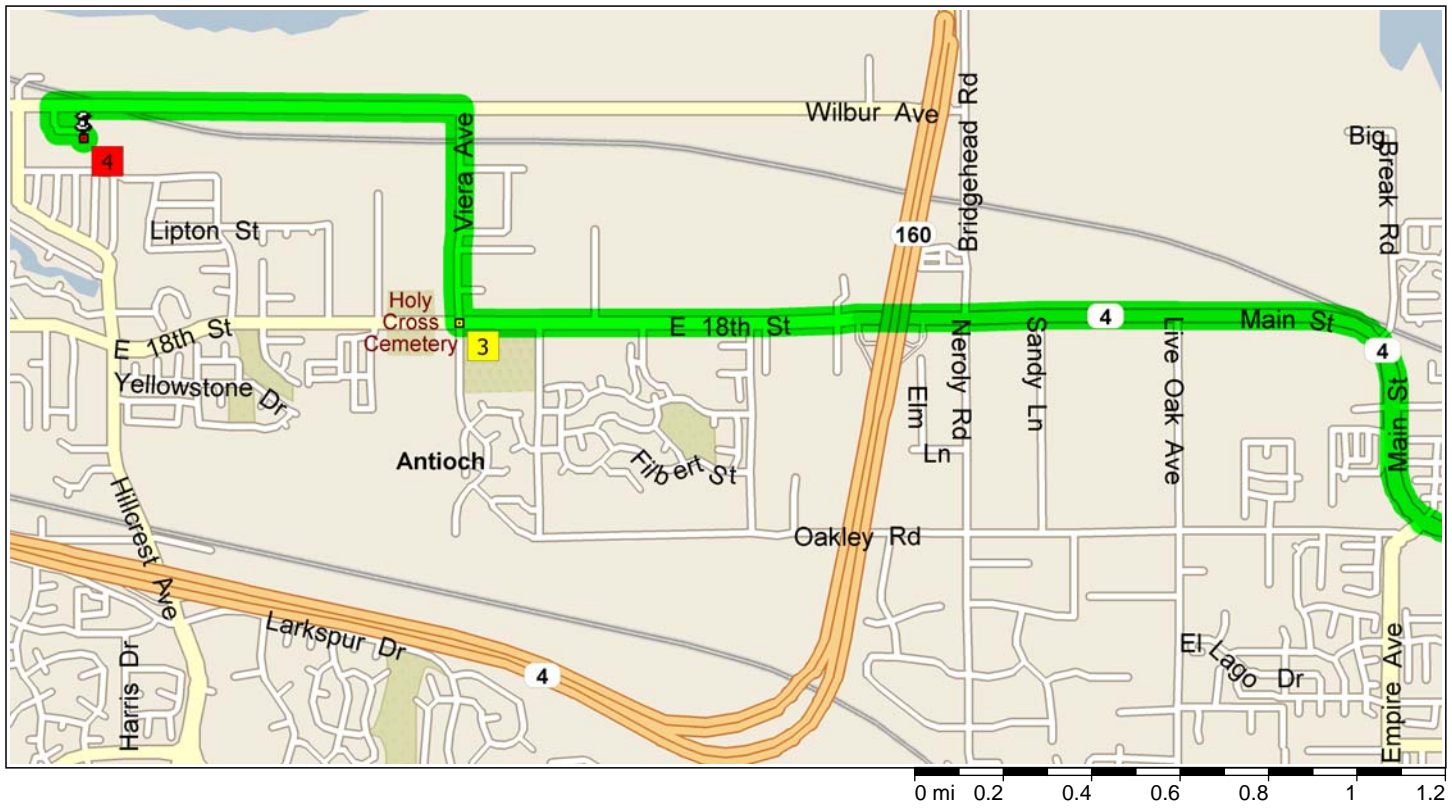 Wilbur Ave
Bridgehead Rd
Big
Break Rd
4
Viera Ave
Lipton St
160
Holy
Cross
Cemetery
3
E 18th St
E 18th St
4
Main St
4
Main St
Yellowstone Dr
Neroly Rd
Sandy Ln
Live Oak Ave
Elm
Ln
Antioch
Filbert St
Oakley Rd
Hillcrest Ave
Larkspur Dr
Harris Dr
4
El Lago Dr
Empire Ave
0 mi 0.2 0.4 0.6 0.8 1 1.2